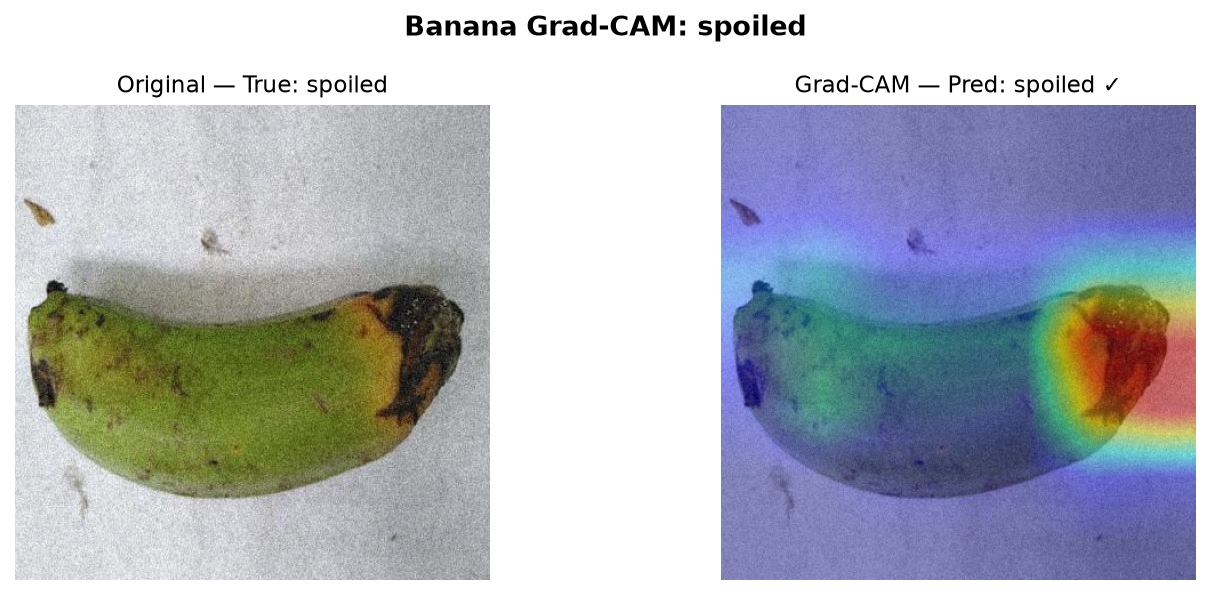 Banana Grad-CAM: spoiled
Original — True: spoiled
Grad-CAM — Pred: spoiled ✓